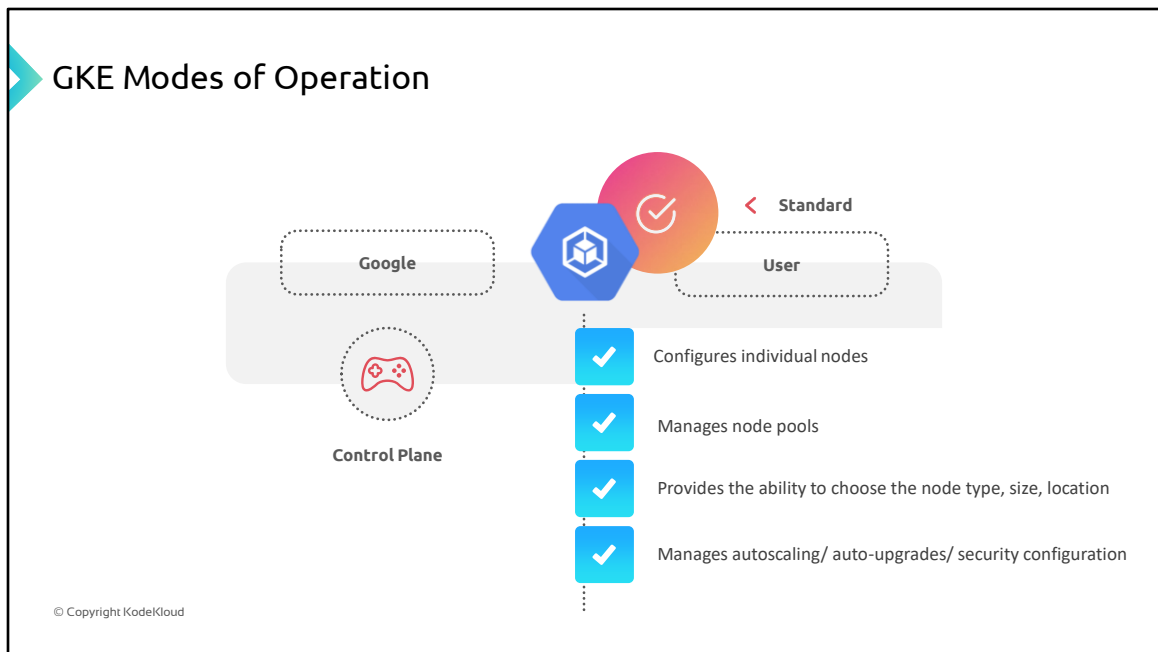 GKE Modes of Operation
Standard
Google
User
Configures individual nodes
Manages node pools
Control Plane
Provides the ability to choose the node type, size, location
Manages autoscaling/ auto-upgrades/ security configuration
© Copyright KodeKloud